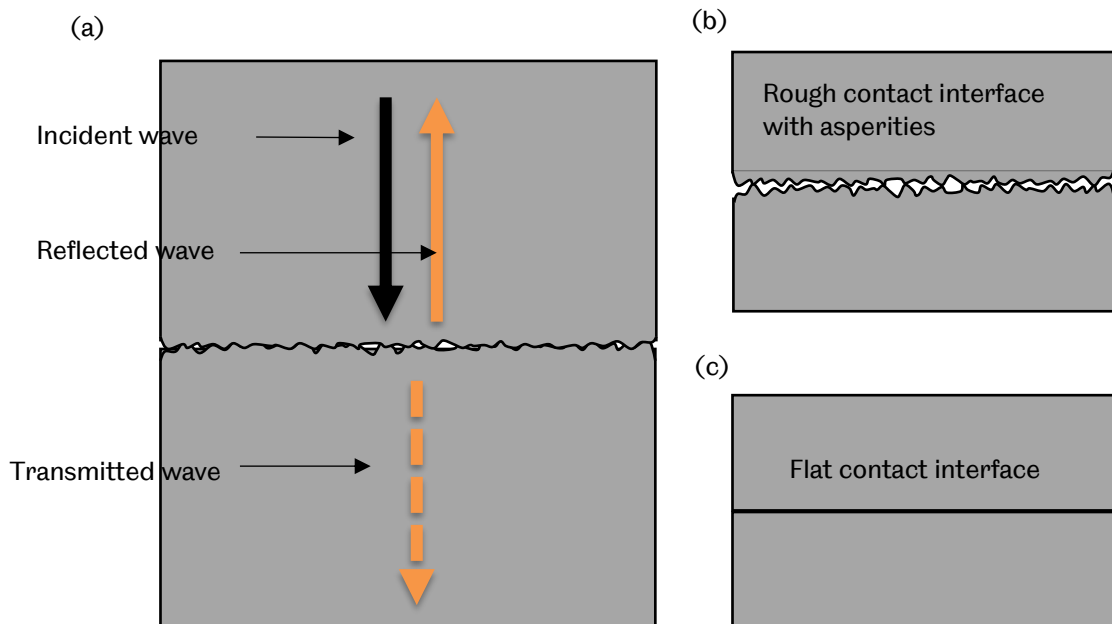 (a)
Incident wave
Reflected wave
Transmitted wave
(b)
Rough contact interface
with asperities
(c)
Flat contact interface